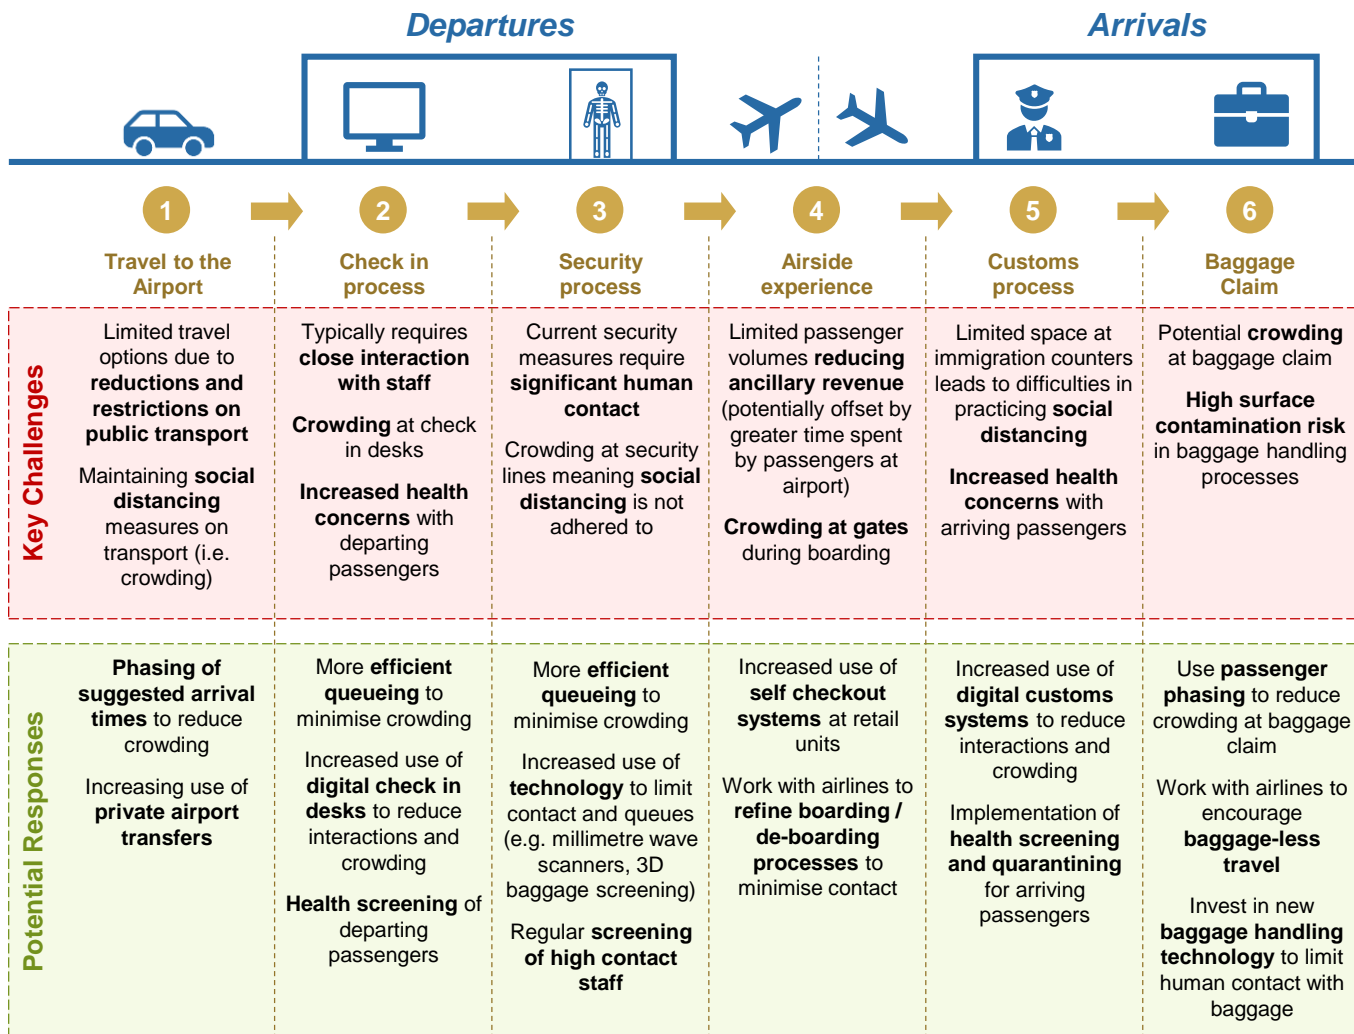 Departures
Arrivals
1
2
3
4
5
6
Travel to the
Airport
Check in
process
Security
process
Airside
experience
Customs
process
Baggage
Claim
Key Challenges
Limited travel
options due to
reductions and
restrictions on
public transport
Maintaining social
distancing
measures on
transport (i.e.
crowding)
Typically requires
close interaction
with staff
Crowding at check
in desks
Increased health
concerns with
departing
passengers
Current security
measures require
significant human
contact
Crowding at security
lines meaning social
distancing is not
adhered to
Limited passenger
volumes reducing
ancillary revenue
(potentially offset by
greater time spent
by passengers at
airport)
Crowding at gates
during boarding
Limited space at
immigration counters
leads to difficulties in
practicing social
distancing
Increased health
concerns with
arriving passengers
Potential crowding
at baggage claim
High surface
contamination risk
in baggage handling
processes
Potential Responses
Phasing of
suggested arrival
times to reduce
crowding
Increasing use of
private airport
transfers
More efficient
queueing to
minimise crowding
Increased use of
digital check in
desks to reduce
interactions and
crowding
Health screening of
departing
passengers
More efficient
queueing to
minimise crowding
Increased use of
technology to limit
contact and queues
(e.g. millimetre wave
scanners, 3D
baggage screening)
Regular screening
of high contact
staff
Increased use of
self checkout
systems at retail
units
Work with airlines to
refine boarding /
de-boarding
processes to
minimise contact
Increased use of
digital customs
systems to reduce
interactions and
crowding
Implementation of
health screening
and quarantining
for arriving
passengers
Use passenger
phasing to reduce
crowding at baggage
claim
Work with airlines to
encourage
baggage-less
travel
Invest in new
baggage handling
technology to limit
human contact with
baggage